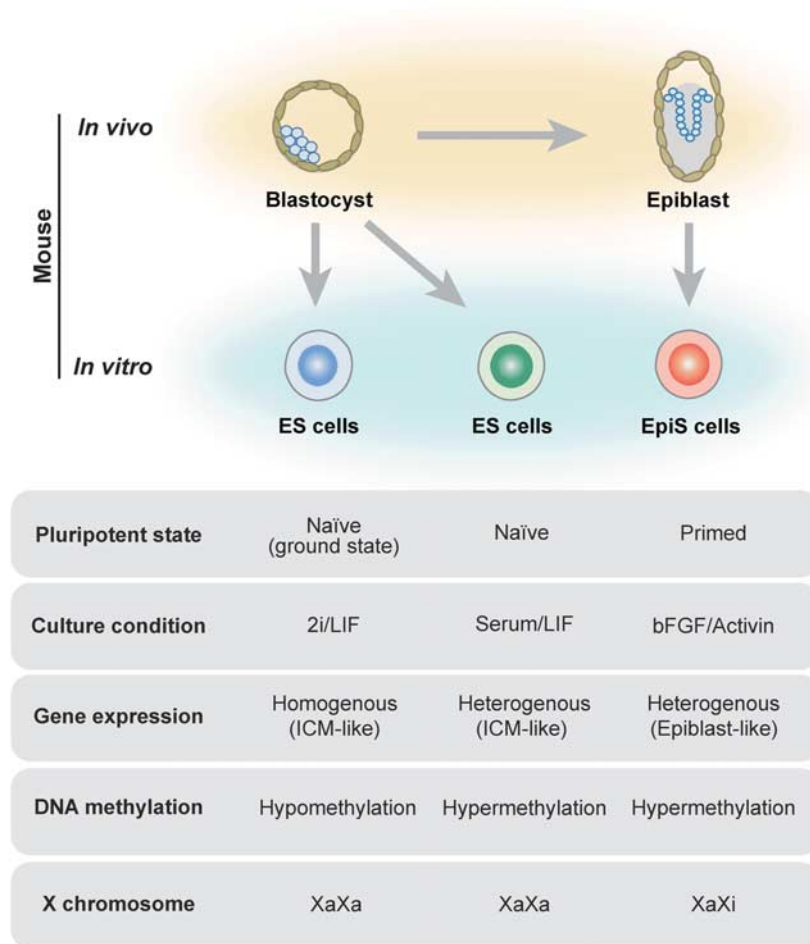 Mouse
In vivo
Blastocyst
Epiblast
In vitro
ES cells
ES cells
EpiS cells
Pluripotent state
Naïve
(ground state)
Naïve
Primed
Culture condition
2i/LIF
Serum/LIF
bFGF/Activin
Gene expression
Homogenous
(ICM-like)
Heterogenous
(ICM-like)
Heterogenous
(Epiblast-like)
DNA methylation
Hypomethylation
Hypermethylation
Hypermethylation
X chromosome
XaXa
XaXa
XaXi